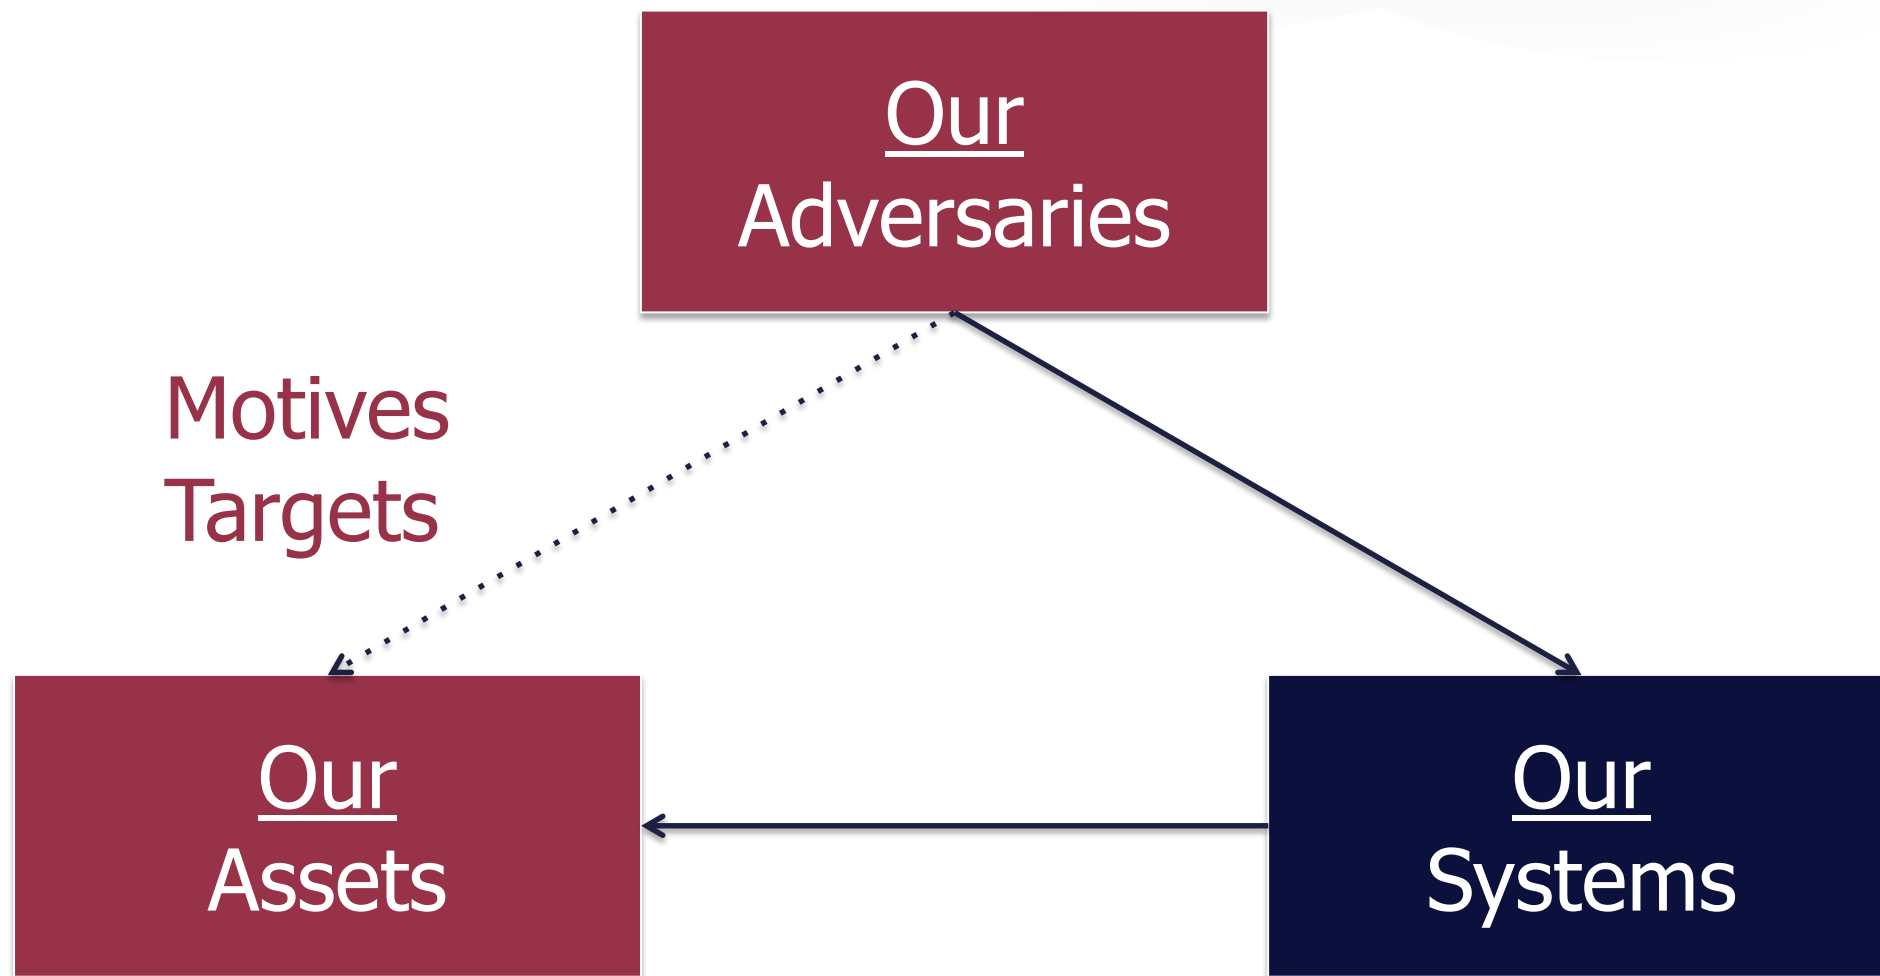 Our
Adversaries
Motives
Targets
Our
Assets
Our
Systems